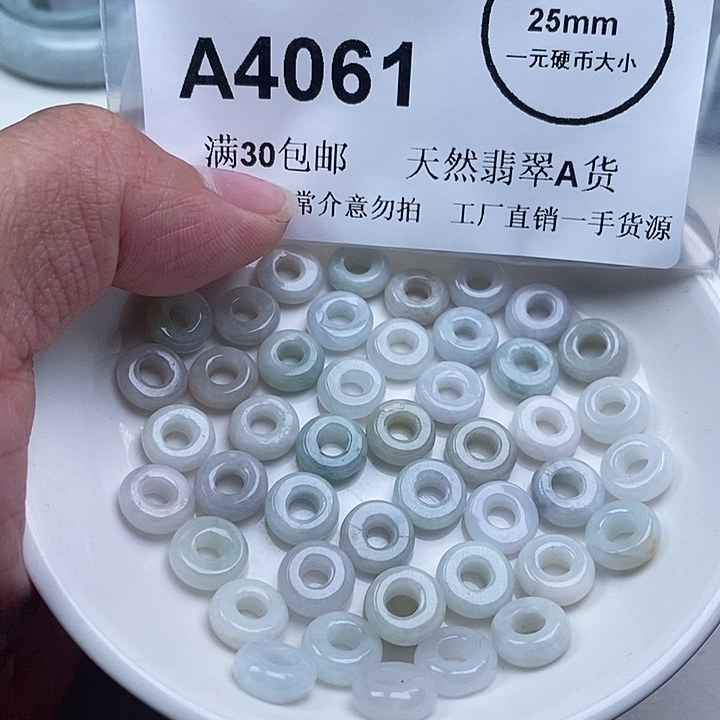 25mm
一元硬币大小
A4061
满30包邮 天然翡翠A货
常介意勿拍 工厂直销一手货源